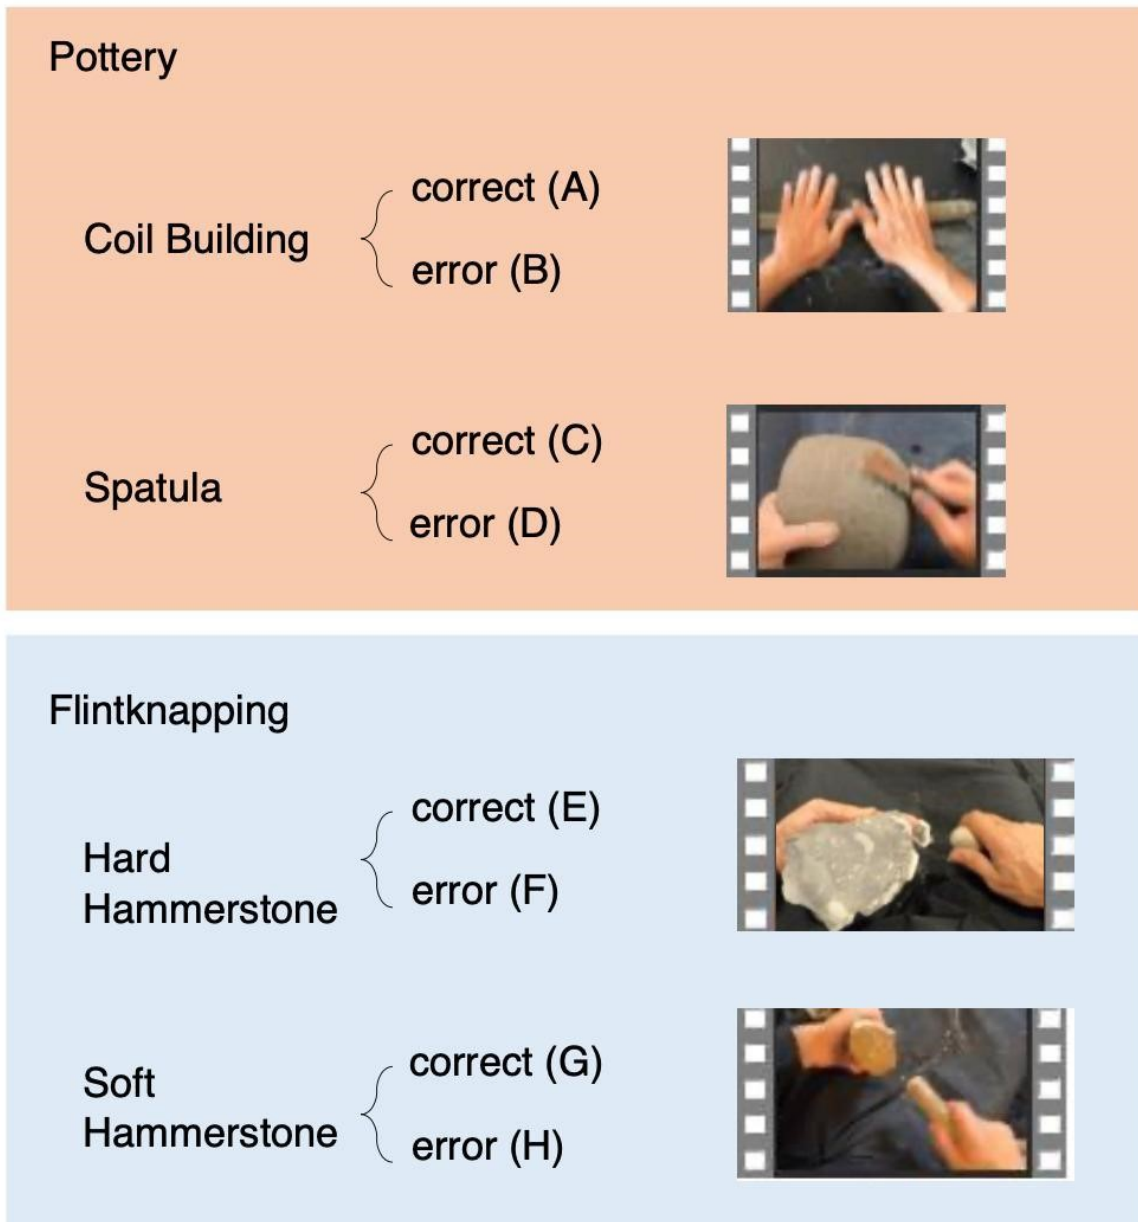 Pottery
Coil Building
correct (A)
error (B)
Spatula
correct (C)
error (D)
Flintknapping
Hard
Hammerstone
correct (E)
error (F)
Soft
Hammerstone
correct (G)
error (H)